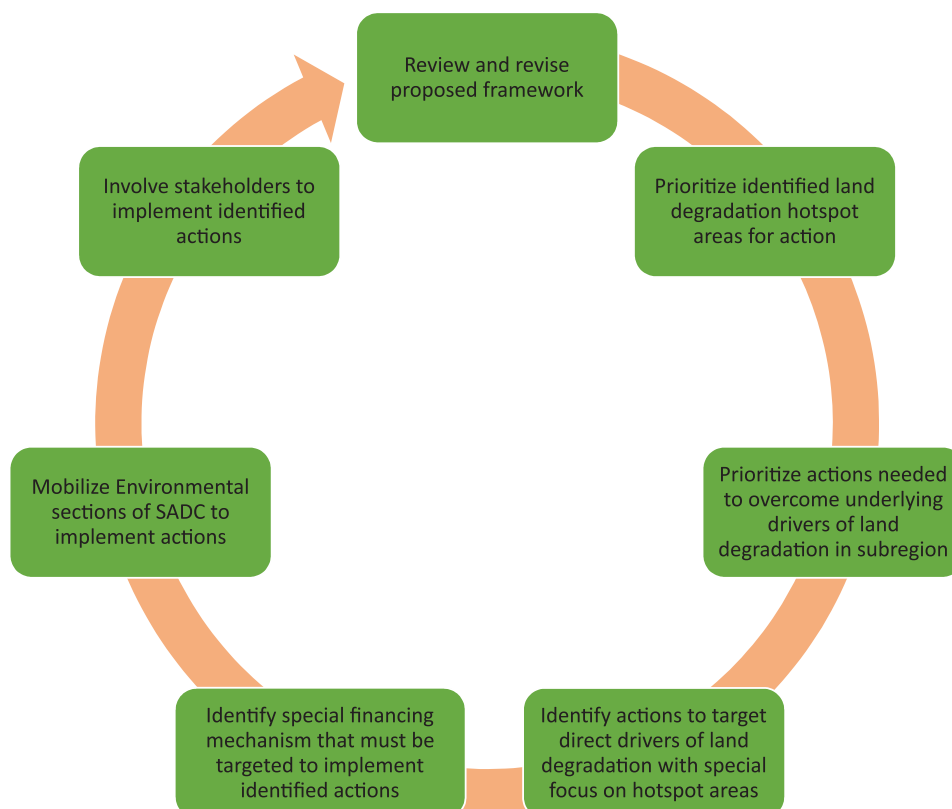 Review and revise
proposed framework
Prioritize identified land
degradation hotspot
areas for action
Prioritize actions needed
to overcome underlying
drivers of land
degradation in subregion
Identify actions to target
direct drivers of land
degradation with special
focus on hotspot areas
Identify special financing
mechanism that must be
targeted to implement
identified actions
Mobilize Environmental
sections of SADC to
implement actions
Involve stakeholders to
implement identified
actions